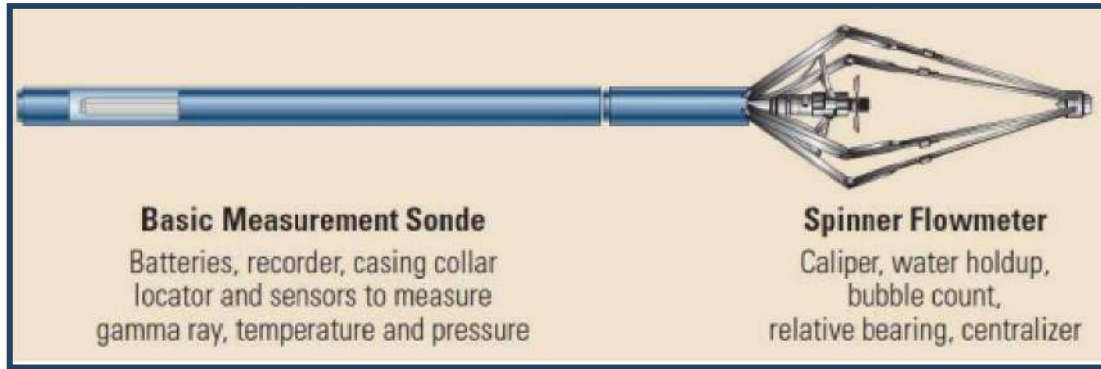 Basic Measurement Sonde
Batteries, recorder, casing collar
locator and sensors to measure
gamma ray, temperature and pressure
Spinner Flowmeter
Caliper, water holdup,
bubble count,
relative bearing, centralizer